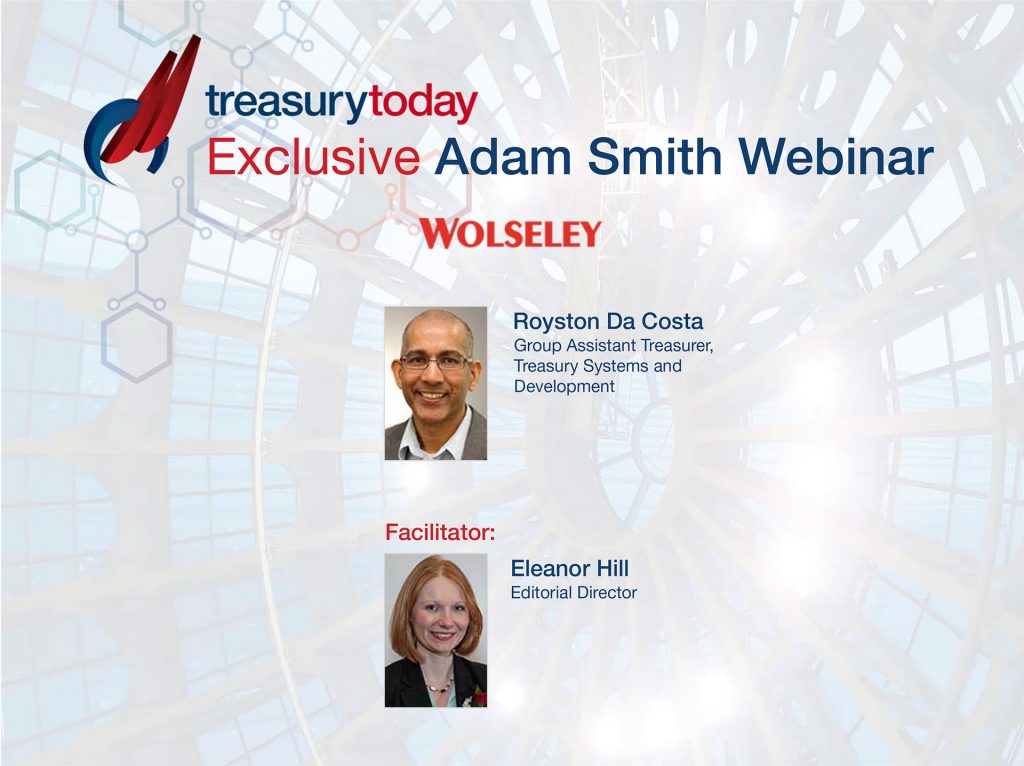 treasurytoday
Exclusive Adam Smith Webinar
WOLSELEY
Royston Da Costa
Group Assistant Treasurer,
Treasury Systems and
Development
Facilitator:
Eleanor Hill
Editorial Director